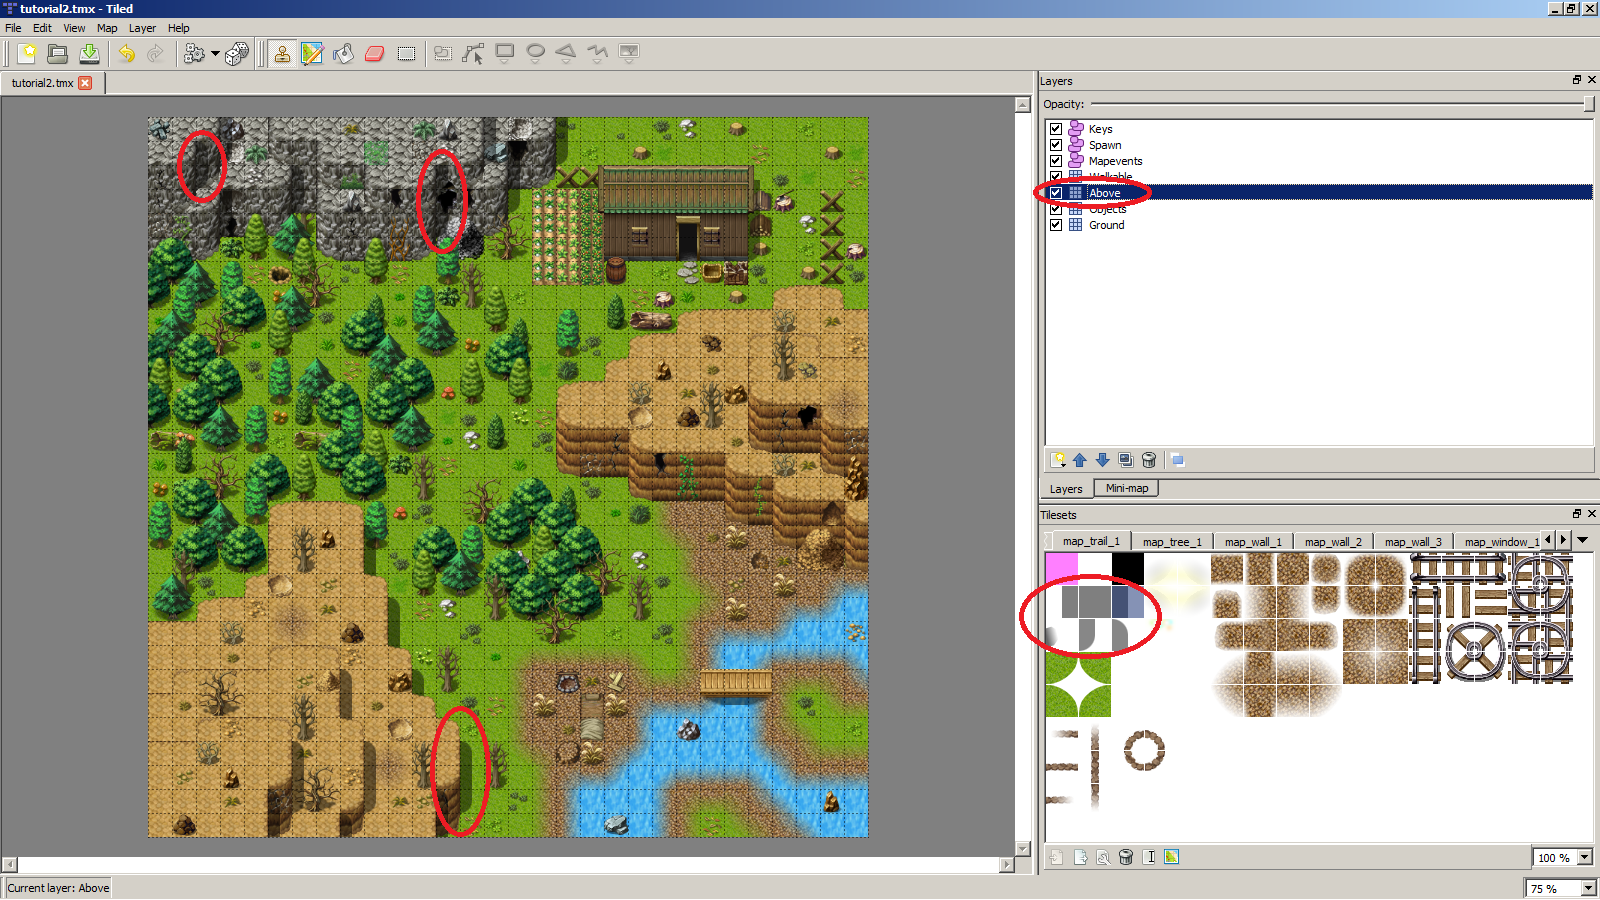 tutorial2.tmx - Tiled
File Edit View Map Layer Help
tutorial2.tmx
Layers
Opacity:
Keys
Spawn
Mapevents
Walkable
Above
Objects
Ground
Layers Mini-map
Tilesets
map_trail_1 map_tree_1 map_wall_1 map_wall_2 map_wall_3 map_window_1
100 %
Current layer: Above
75 %